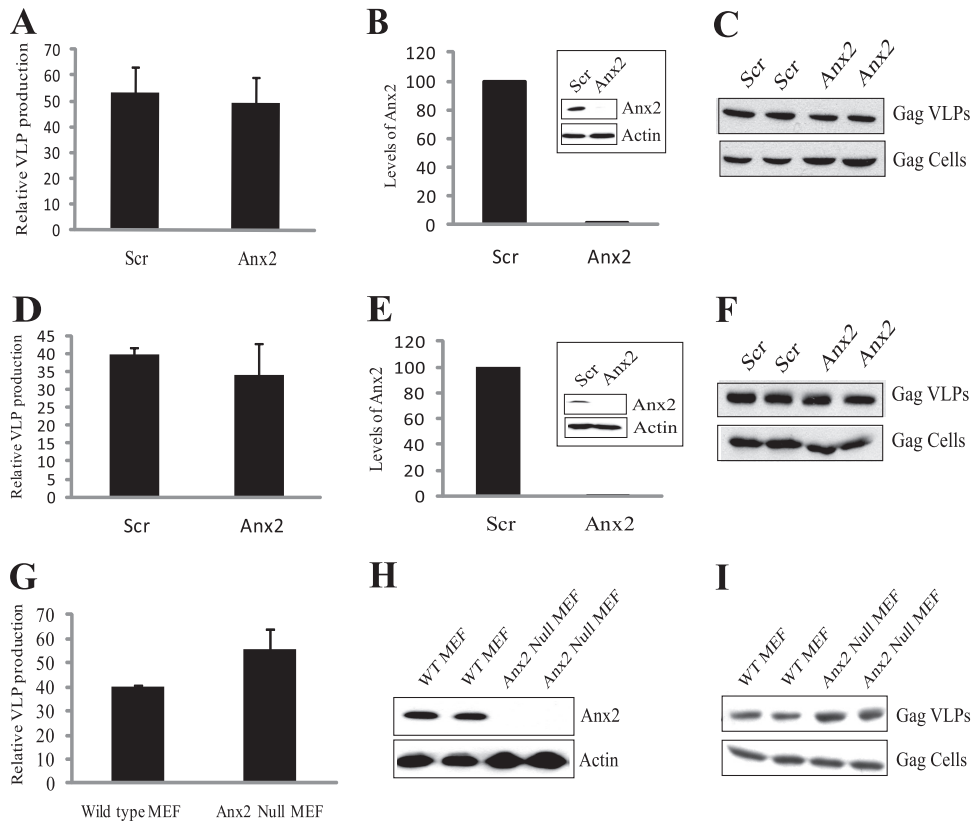 A
Relative VLP production
70
60
50
40
30
20
10
0
Scr
Anx2
B
Levels of Anx2
120
100
80
60
40
20
0
Scr
Anx2
Scr
Anx2
Anx2
Actin
C
Scr
Scr
Anx2
Anx2
Gag VLPs
Gag Cells
D
Relative VLP production
45
40
35
30
25
20
15
10
5
0
Scr
Anx2
E
Levels of Anx2
120
100
80
60
40
20
0
Scr
Anx2
Scr
Anx2
Anx2
Actin
F
Scr
Scr
Anx2
Anx2
Gag VLPs
Gag Cells
G
Relative VLP production
70
60
50
40
30
20
10
0
Wild type MEF
Anx2 Null MEF
H
WT MEF
WT MEF
Anx2 Null MEF
Anx2 Null MEF
Anx2
Actin
I
WT MEF
WT MEF
Anx2 Null MEF
Anx2 Null MEF
Gag VLPs
Gag Cells